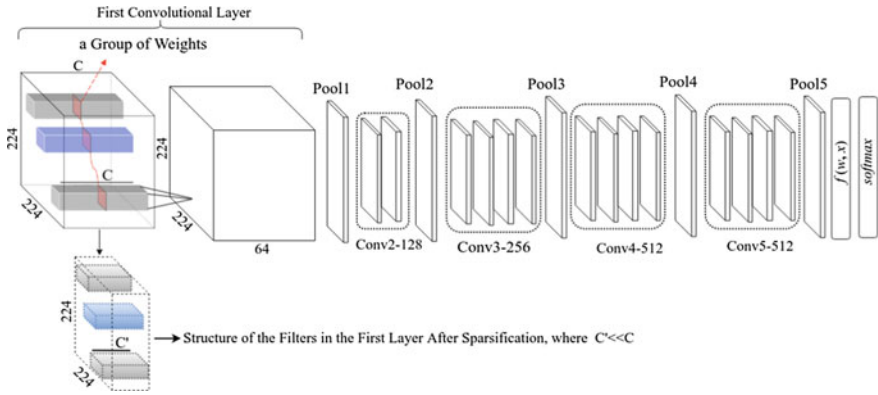 First Convolutional Layer
a Group of Weights
C
224
C
224
224
224
64
Pool1
Pool2
Pool3
Pool4
Pool5
Conv2-128
Conv3-256
Conv4-512
Conv5-512
f (w, x)
softmax
224
C'
224
Structure of the Filters in the First Layer After Sparsification, where C'<<C